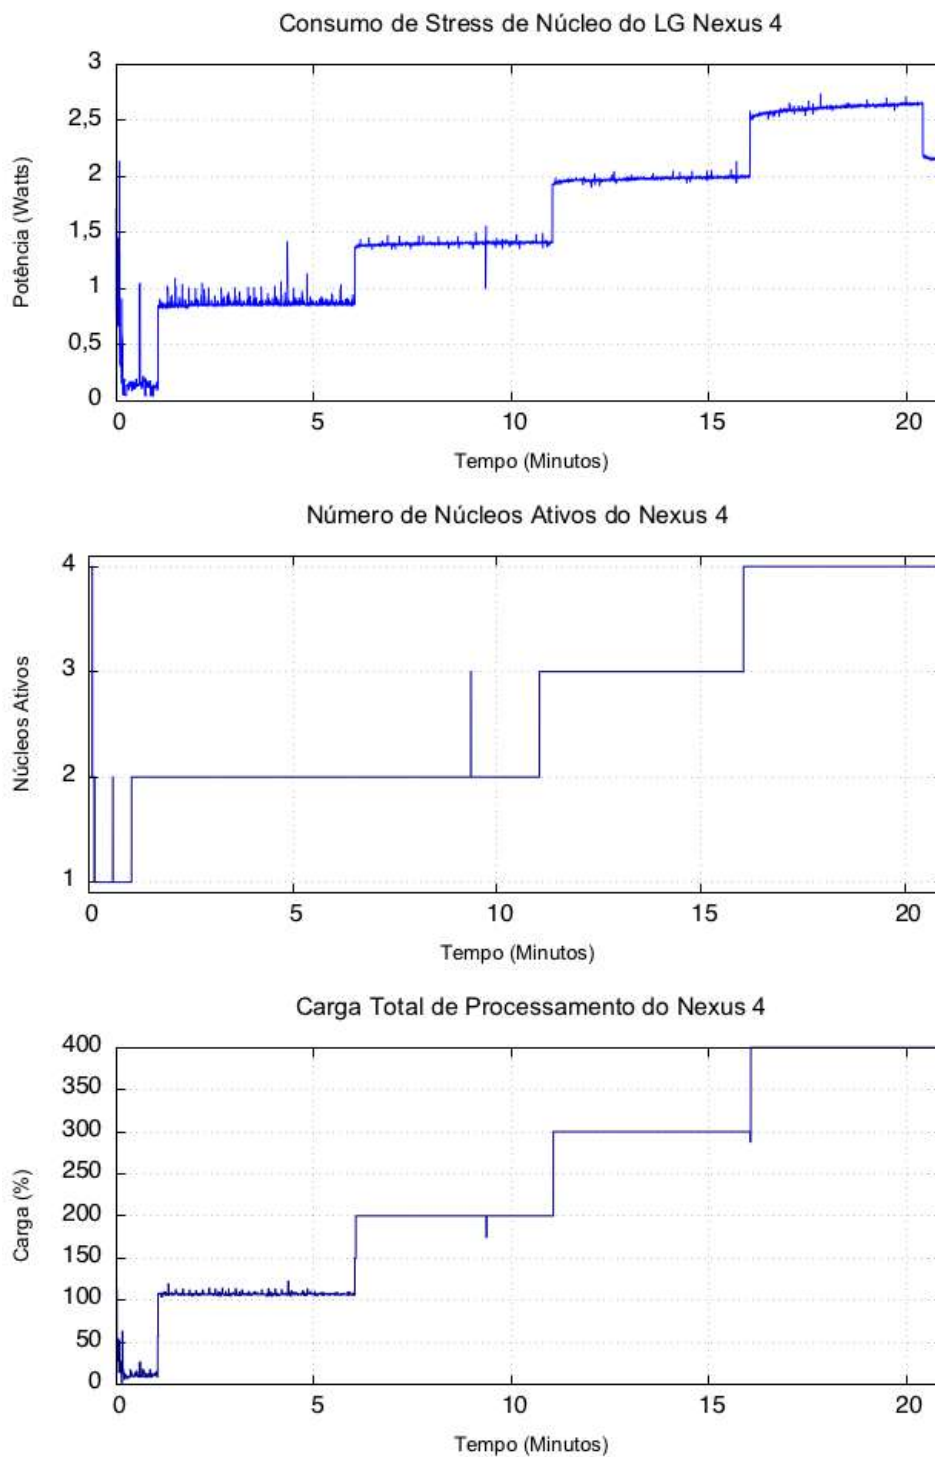 Consumo de Stress de Núcleo do LG Nexus 4
3
2,5
2
1,5
1
0,5
0
Potência (Watts)
0 5 10 15 20
Tempo (Minutos)
Número de Núcleos Ativos do Nexus 4
4
3
2
1
Núcleos Ativos
0 5 10 15 20
Tempo (Minutos)
Carga Total de Processamento do Nexus 4
400
350
300
250
200
150
100
50
0
Carga (%)
0 5 10 15 20
Tempo (Minutos)